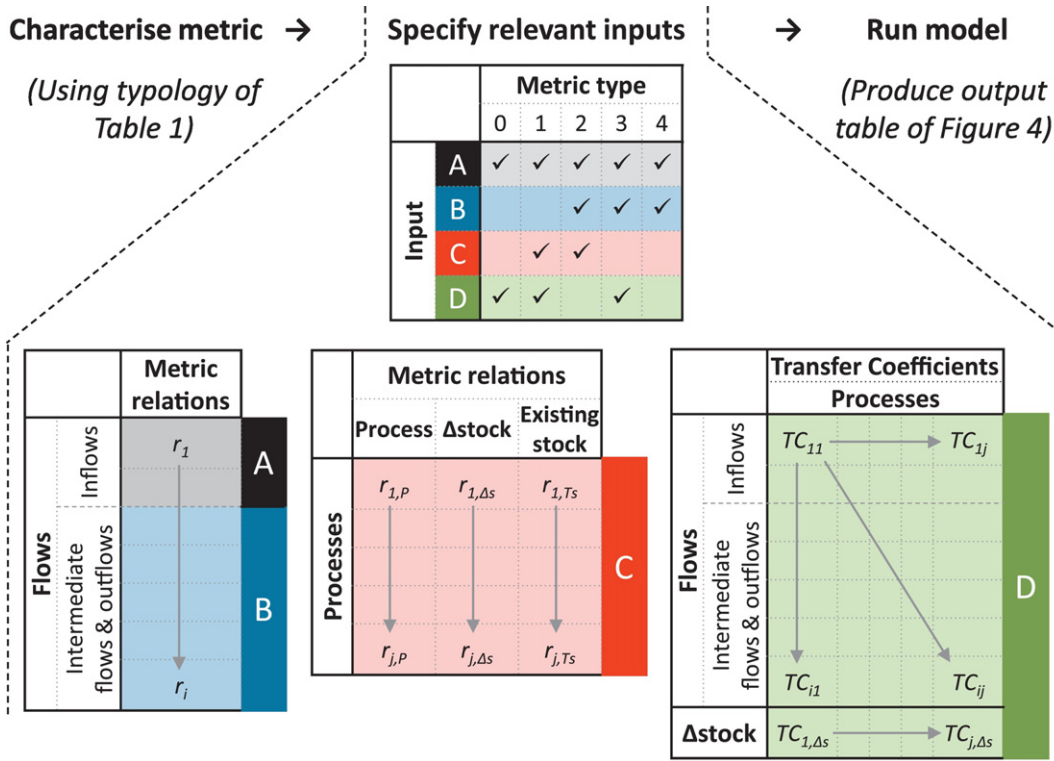 Characterise metric → Specify relevant inputs → Run model
(Using typology of
Table 1)
(Produce output
table of Figure 4)
Metric type
0 1 2 3 4
Input
A ✓ ✓ ✓ ✓ ✓
B ✓ ✓ ✓
C ✓ ✓
D ✓ ✓ ✓
Metric
relations
Flows
Inflows
Intermediate
flows & outflows
r1
ri
A
B
Metric relations
Process Δstock Existing
stock
Processes
r1,P r1,Δs r1,Ts
rj,P rj,Δs rj,Ts
C
Transfer Coefficients
Processes
Flows
Inflows
Intermediate
flows & outflows
TC11 TC1j
TCi1 TCij
Δstock TC1,Δs TCj,Δs
D